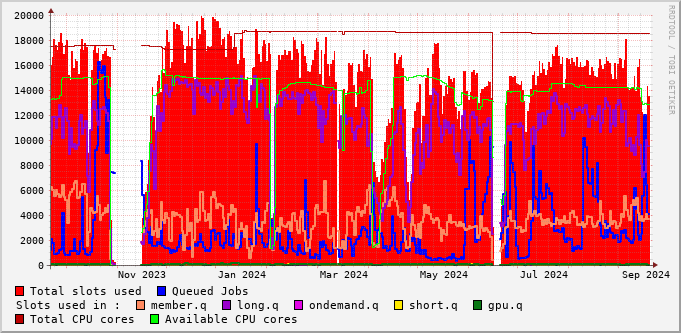 20000
18000
16000
14000
12000
10000
8000
6000
4000
2000
0
Nov 2023 Jan 2024 Mar 2024 May 2024 Jul 2024 Sep 2024
Total slots used Queued Jobs
Slots used in : member.q long.q ondemand.q short.q gpu.q
Total CPU cores Available CPU cores
RRDTOOL / TOBI OETIKER